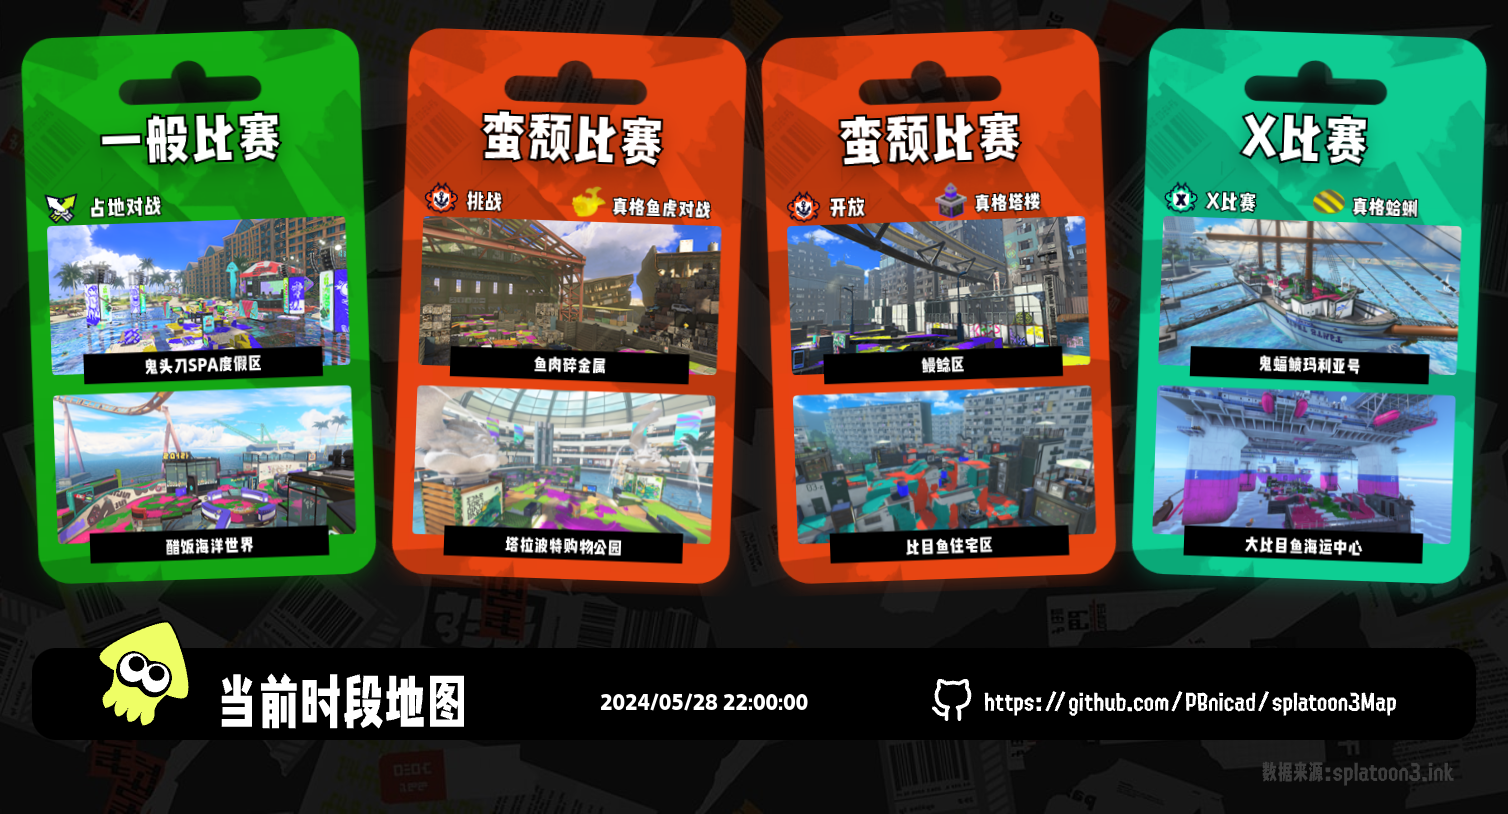 一般比赛
占地对战
鬼头刀SPA度假区
醋饭海洋世界
蛮颓比赛
挑战
真格鱼虎对战
鱼肉碎金属
塔拉波特购物公园
蛮颓比赛
开放
真格塔楼
鳗鲶区
比目鱼住宅区
X比赛
X比赛
真格蛤蜊
鬼蝠鲼玛利亚号
大比目鱼海运中心
当前时段地图
2024/05/28 22:00:00
https://github.com/PBnicad/splatoon3Map
数据来源:splatoon3.ink